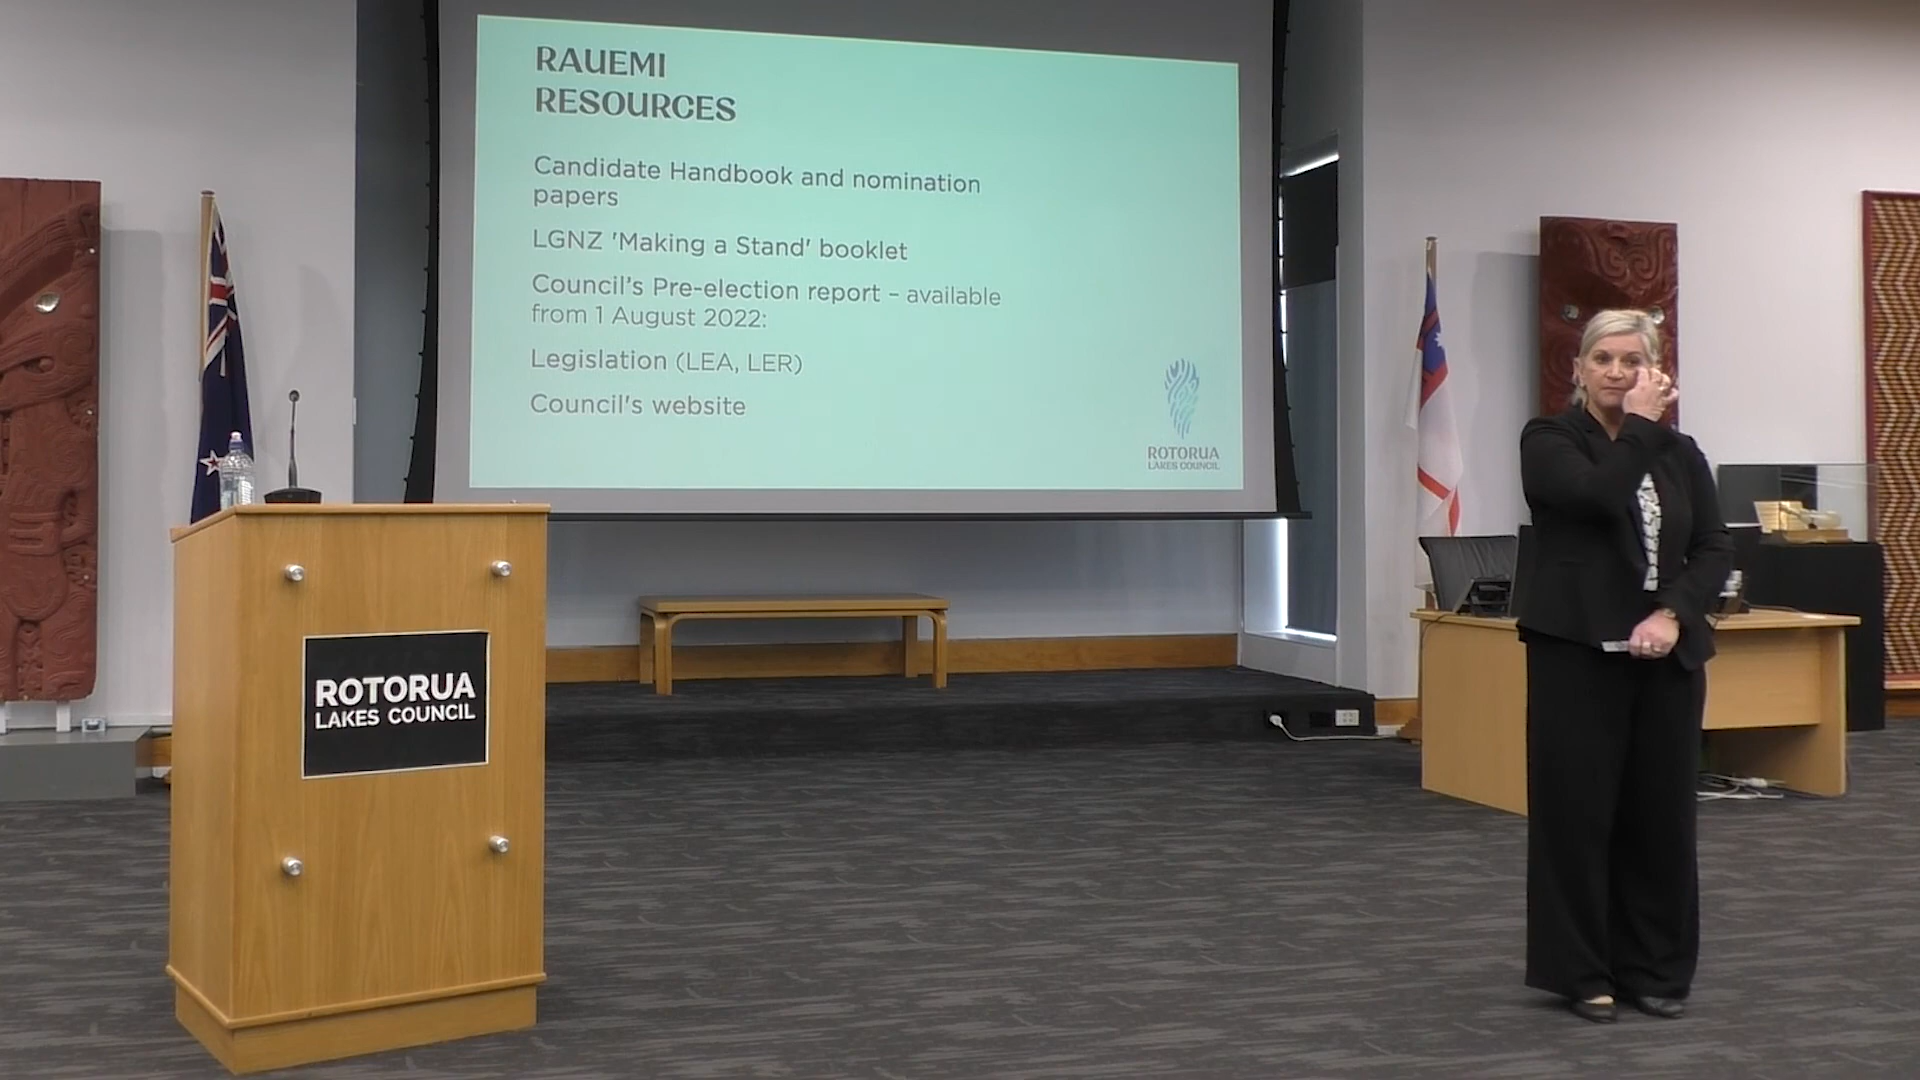 RAUEMI
RESOURCES
Candidate Handbook and nomination
papers
LGNZ 'Making a Stand' booklet
Council's Pre-election report – available
from 1 August 2022:
Legislation (LEA, LER)
Council's website
ROTORUA
LAKES COUNCIL
ROTORUA
LAKES COUNCIL